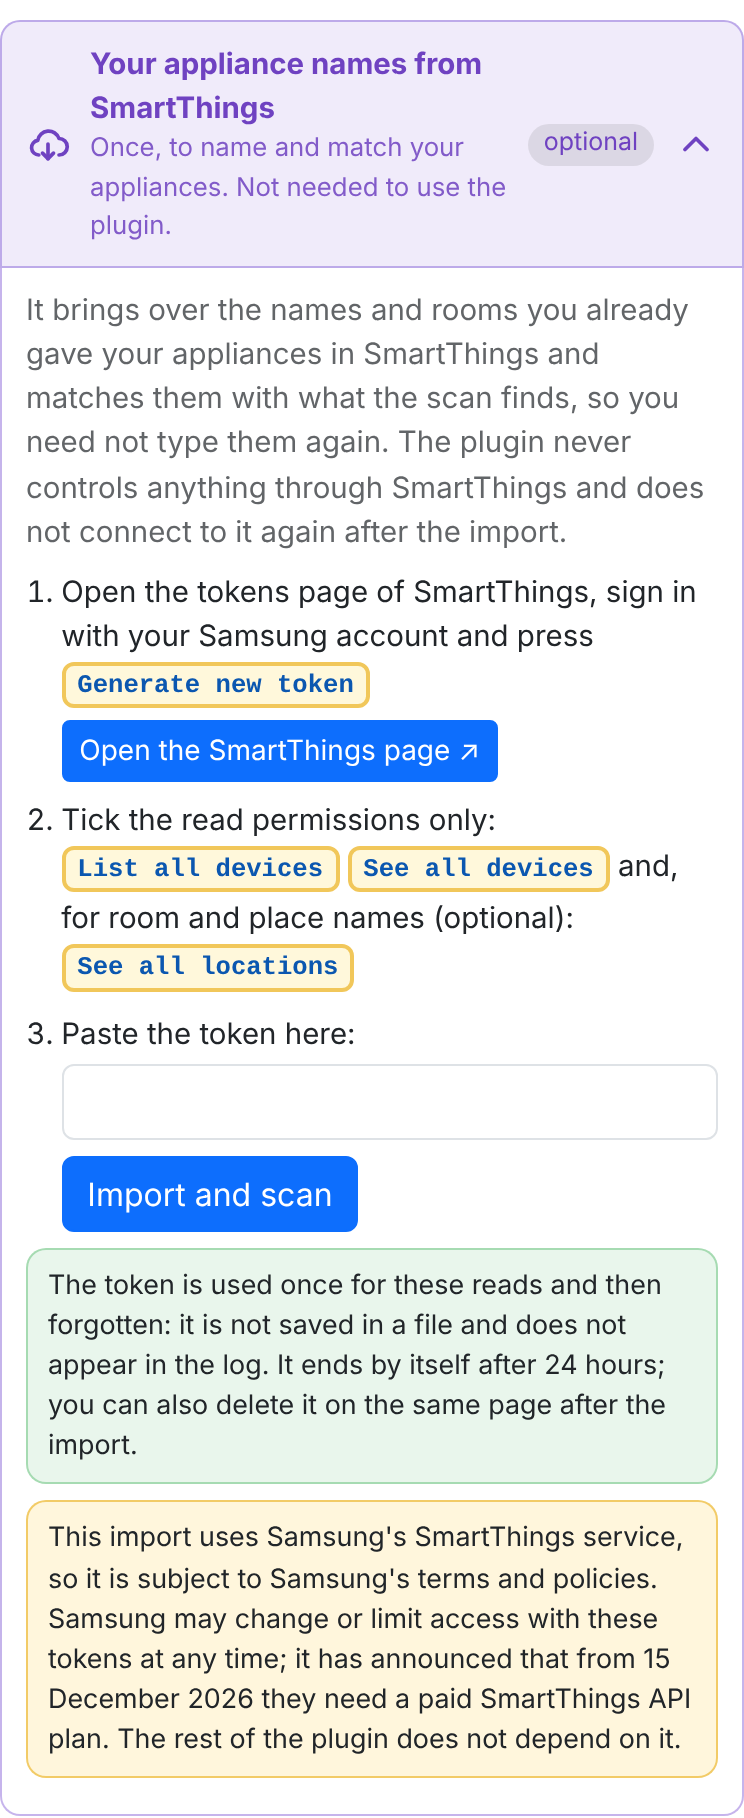 Your appliance names from
SmartThings
Once, to name and match your
appliances. Not needed to use the
plugin.
optional
It brings over the names and rooms you already
gave your appliances in SmartThings and
matches them with what the scan finds, so you
need not type them again. The plugin never
controls anything through SmartThings and does
not connect to it again after the import.
1. Open the tokens page of SmartThings, sign in
with your Samsung account and press
Generate new token
Open the SmartThings page ↗
2. Tick the read permissions only:
List all devices See all devices and,
for room and place names (optional):
See all locations
3. Paste the token here:
Import and scan
The token is used once for these reads and then
forgotten: it is not saved in a file and does not
appear in the log. It ends by itself after 24 hours;
you can also delete it on the same page after the
import.
This import uses Samsung's SmartThings service,
so it is subject to Samsung's terms and policies.
Samsung may change or limit access with these
tokens at any time; it has announced that from 15
December 2026 they need a paid SmartThings API
plan. The rest of the plugin does not depend on it.